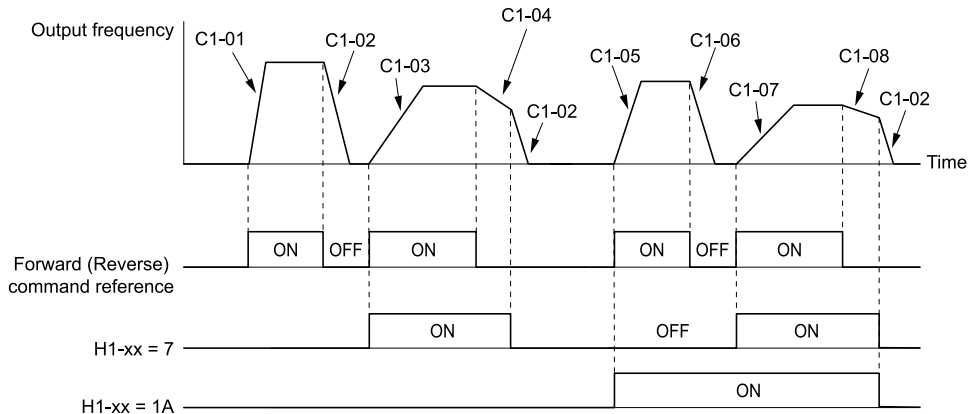 Output frequency
C1-01
C1-02
C1-03
C1-04
C1-02
C1-05
C1-06
C1-07
C1-08
C1-02
Time
Forward (Reverse)
command reference
ON
OFF
ON
ON
OFF
ON
H1-xx = 7
ON
OFF
ON
H1-xx = 1A
ON